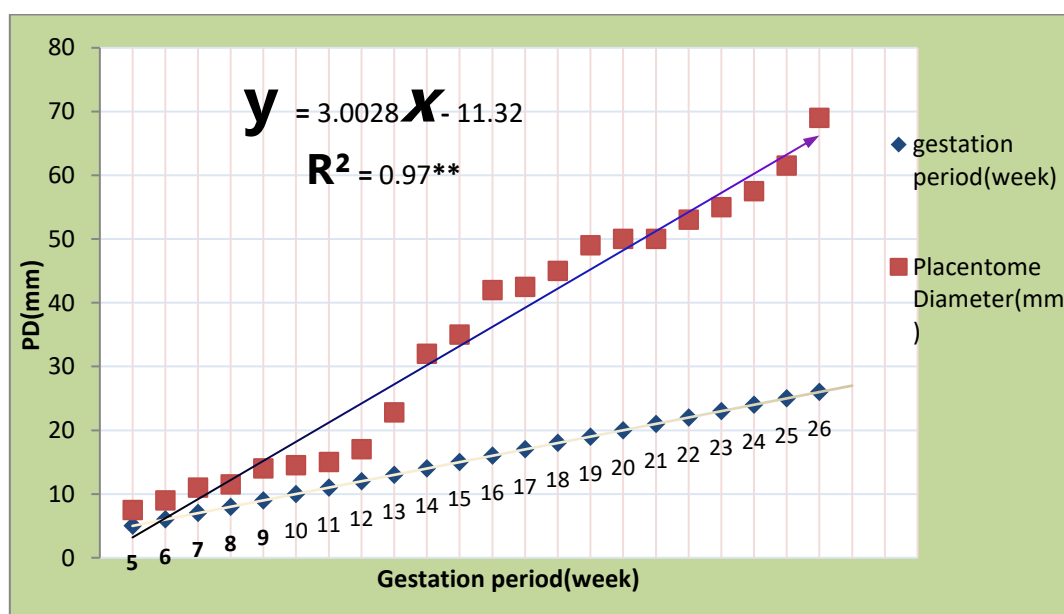 80
70
60
50
40
30
20
10
0
PD(mm)
y = 3.0028x - 11.32
R² = 0.97**
5 6 7 8 9 10 11 12 13 14 15 16 17 18 19 20 21 22 23 24 25 26
Gestation period(week)
gestation
period(week)
Placentome
Diameter(mm
)